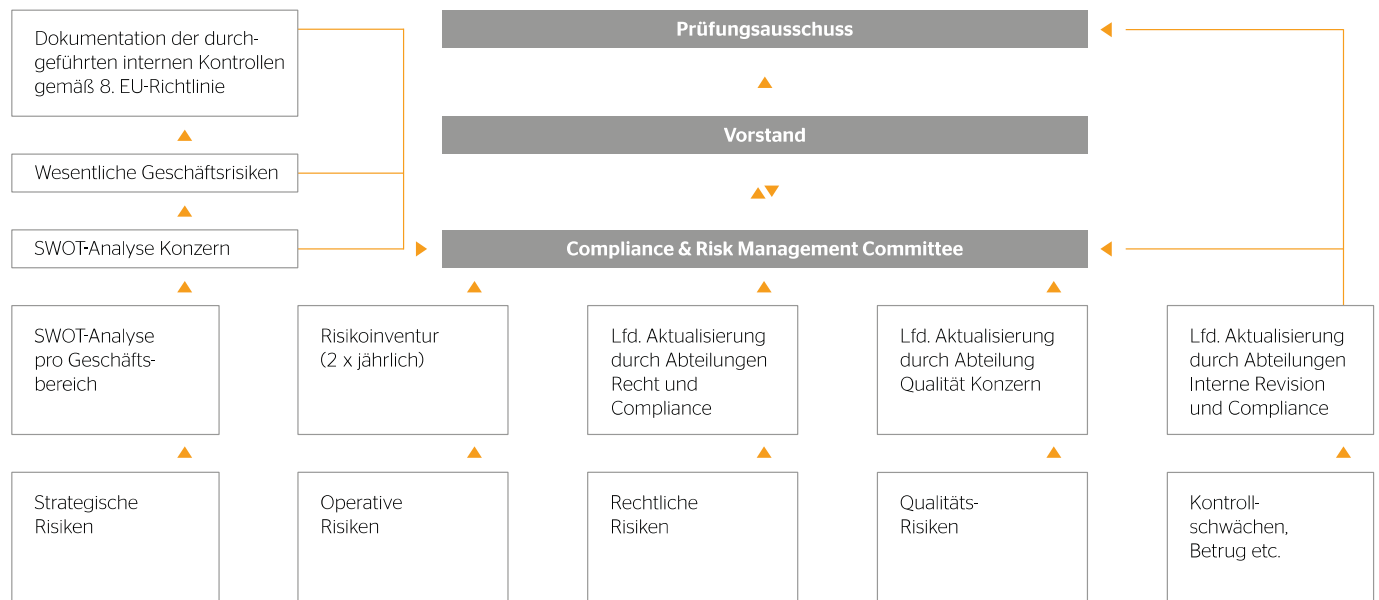 Dokumentation der durch-
geführten internen Kontrollen
gemäß 8. EU-Richtlinie
Prüfungsausschuss
Vorstand
Wesentliche Geschäftsrisiken
SWOT-Analyse Konzern
Compliance & Risk Management Committee
SWOT-Analyse
pro Geschäfts-
bereich
Risikoinventur
(2 x jährlich)
Lfd. Aktualisierung
durch Abteilungen
Recht und
Compliance
Lfd. Aktualisierung
durch Abteilung
Qualität Konzern
Lfd. Aktualisierung
durch Abteilungen
Interne Revision
und Compliance
Strategische
Risiken
Operative
Risiken
Rechtliche
Risiken
Qualitäts-
Risiken
Kontroll-
schwächen,
Betrug etc.